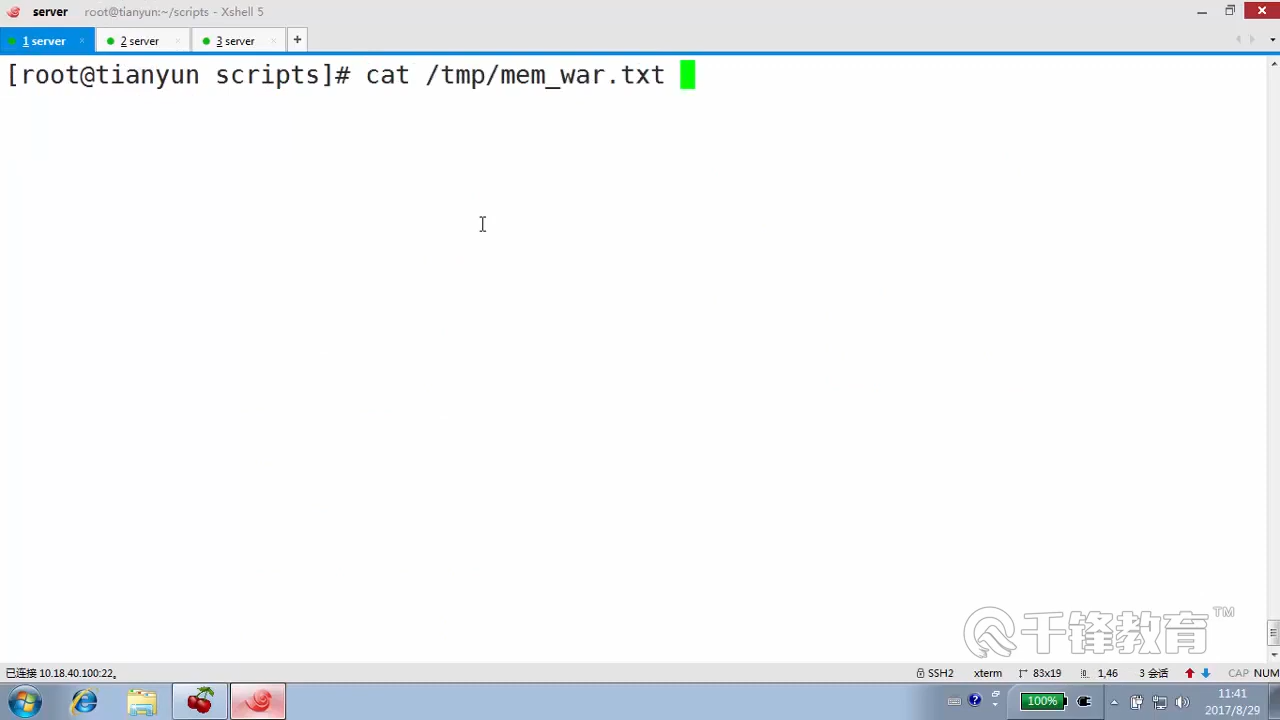 server root@tianyun:~/scripts - Xshell 5
1 server
2 server
3 server
[root@tianyun scripts]# cat /tmp/mem_war.txt
千锋教育™
已连接 10.18.40.100:22。
SSH2
xterm
83x19
1,46
3 会话
CAP
NUM
100%
11:41
2017/8/29